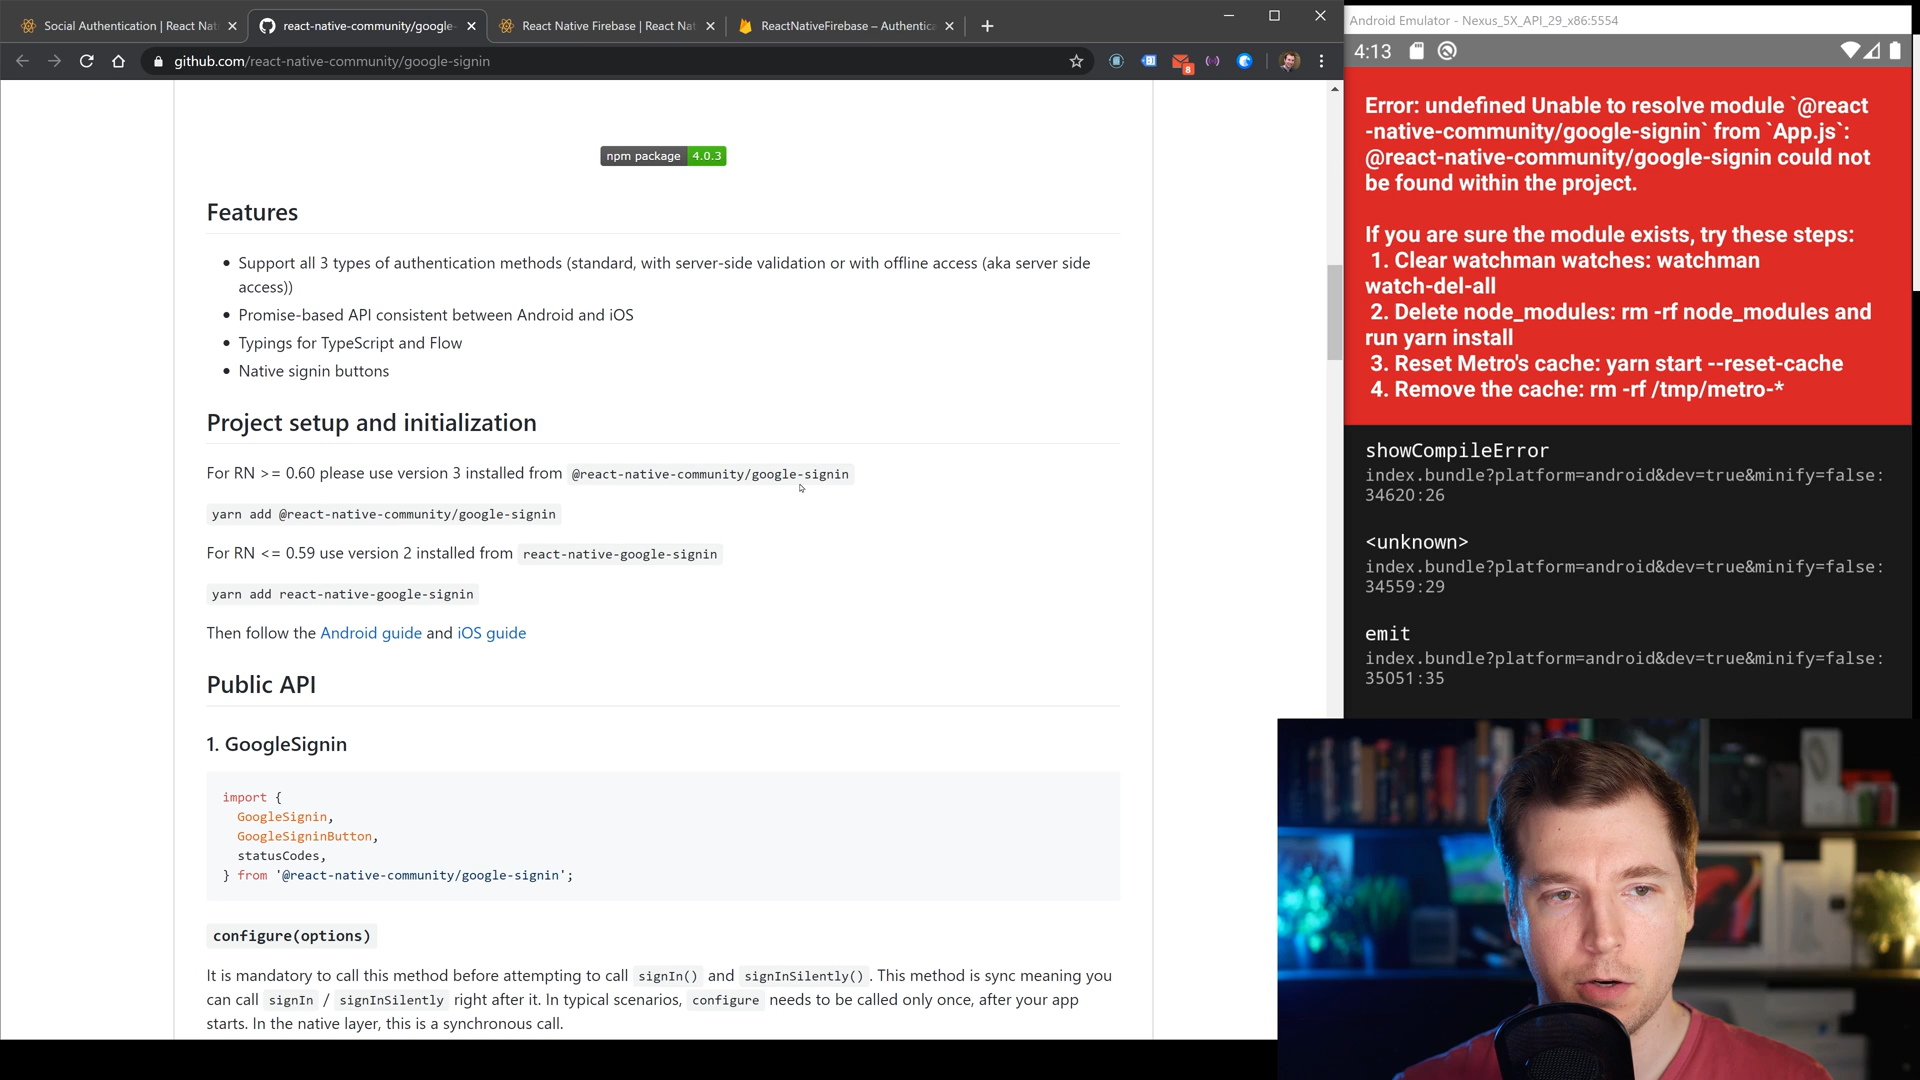 Social Authentication | React Nat
react-native-community/google-
React Native Firebase | React Nat
ReactNativeFirebase – Authentica
github.com/react-native-community/google-signin
8
npm package 4.0.3
Features
Support all 3 types of authentication methods (standard, with server-side validation or with offline access (aka server side
access))
Promise-based API consistent between Android and iOS
Typings for TypeScript and Flow
Native signin buttons
Project setup and initialization
For RN >= 0.60 please use version 3 installed from @react-native-community/google-signin
yarn add @react-native-community/google-signin
For RN <= 0.59 use version 2 installed from react-native-google-signin
yarn add react-native-google-signin
Then follow the Android guide and iOS guide
Public API
1. GoogleSignin
import {
GoogleSignin,
GoogleSigninButton,
statusCodes,
} from '@react-native-community/google-signin';
configure(options)
It is mandatory to call this method before attempting to call signIn() and signInSilently(). This method is sync meaning you
can call signIn / signInSilently right after it. In typical scenarios, configure needs to be called only once, after your app
starts. In the native layer, this is a synchronous call.
Android Emulator - Nexus_5X_API_29_x86:5554
4:13
Error: undefined Unable to resolve module `@react
-native-community/google-signin` from `App.js`:
@react-native-community/google-signin could not
be found within the project.
If you are sure the module exists, try these steps:
1. Clear watchman watches: watchman
watch-del-all
2. Delete node_modules: rm -rf node_modules and
run yarn install
3. Reset Metro's cache: yarn start --reset-cache
4. Remove the cache: rm -rf /tmp/metro-*
showCompileError
index.bundle?platform=android&dev=true&minify=false:
34620:26
<unknown>
index.bundle?platform=android&dev=true&minify=false:
34559:29
emit
index.bundle?platform=android&dev=true&minify=false:
35051:35